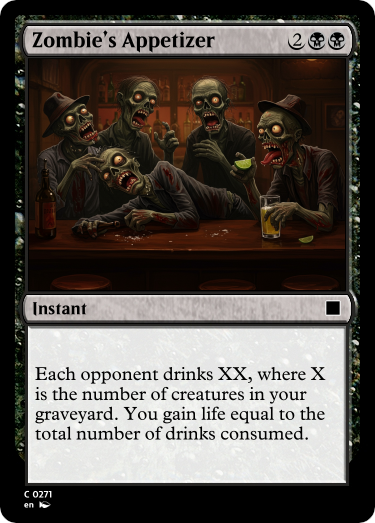 Zombie's Appetizer 2
Instant
Each opponent drinks XX, where X
is the number of creatures in your
graveyard. You gain life equal to the
total number of drinks consumed.
C 0271
en